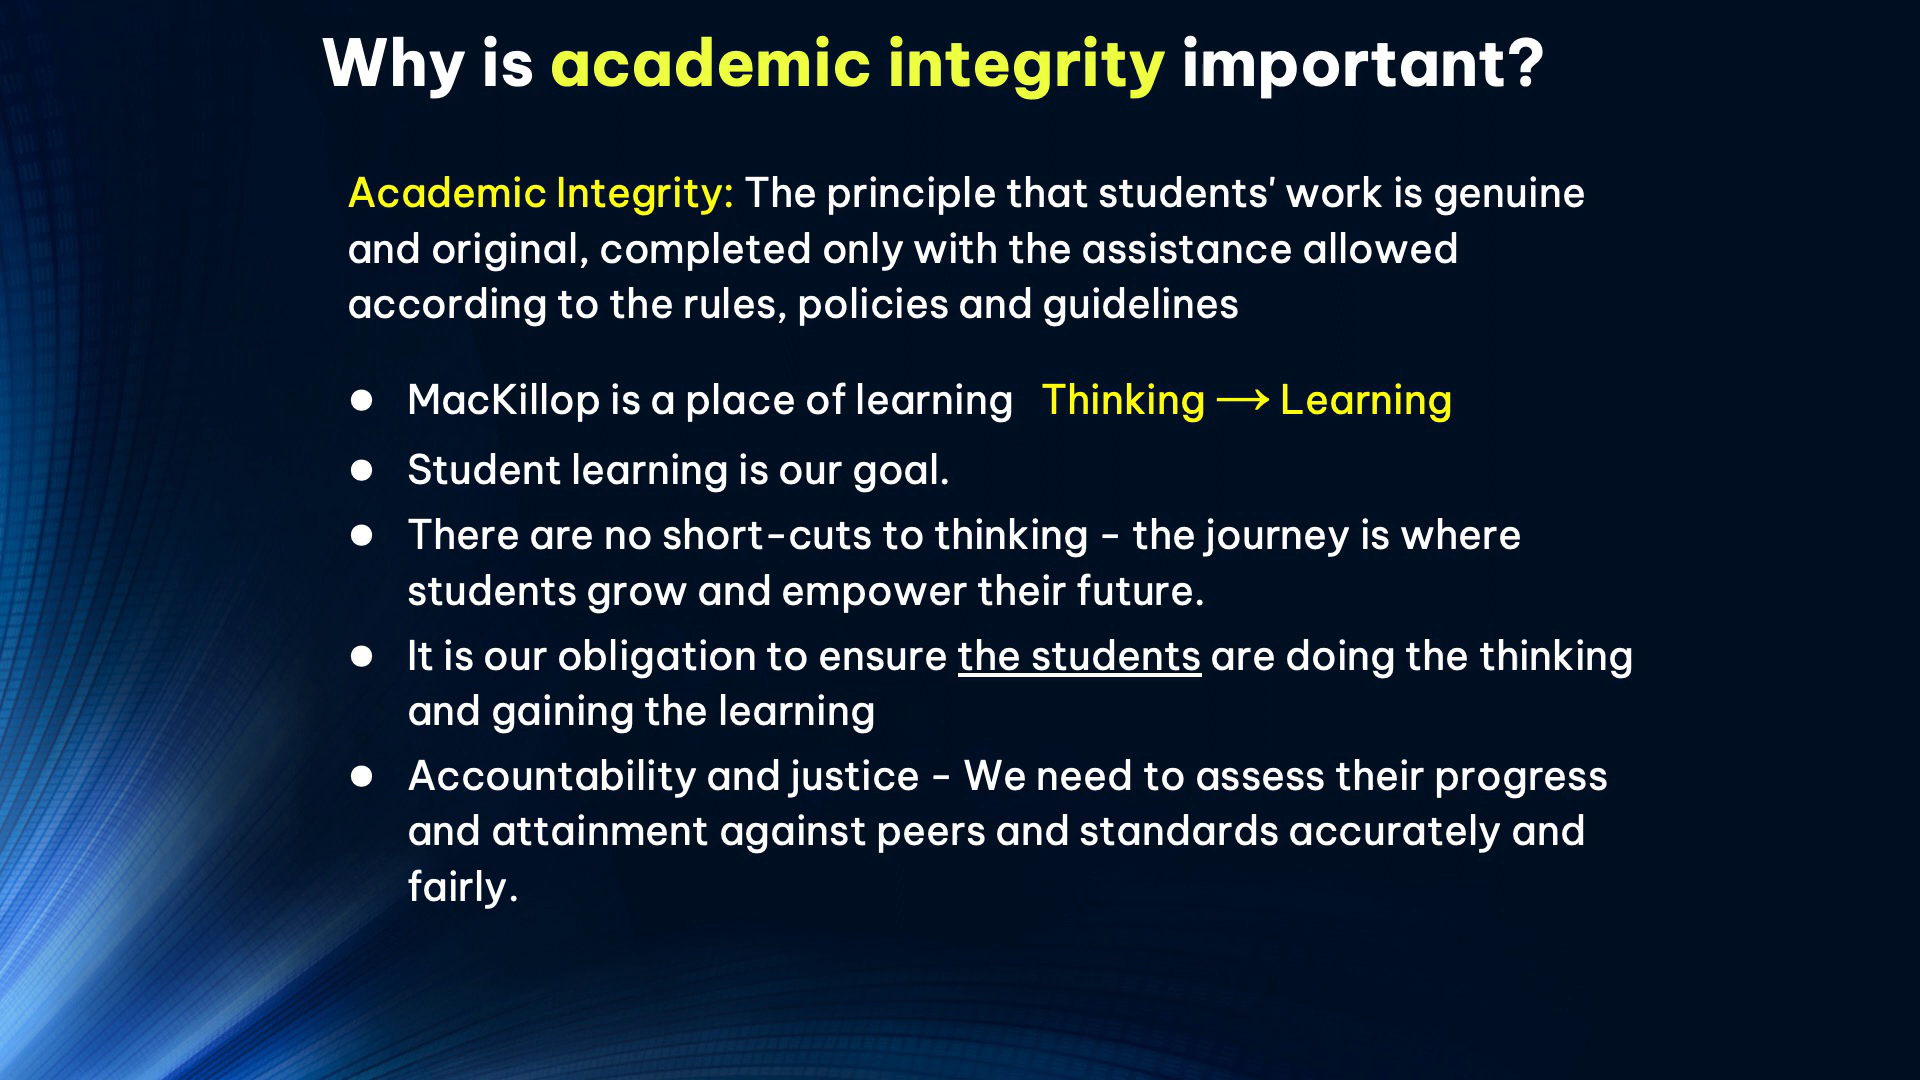 Why is academic integrity important?
Academic Integrity: The principle that students' work is genuine
and original, completed only with the assistance allowed
according to the rules, policies and guidelines
● MacKillop is a place of learning Thinking ⟶ Learning
● Student learning is our goal.
● There are no short-cuts to thinking - the journey is where
students grow and empower their future.
● It is our obligation to ensure the students are doing the thinking
and gaining the learning
● Accountability and justice - We need to assess their progress
and attainment against peers and standards accurately and
fairly.